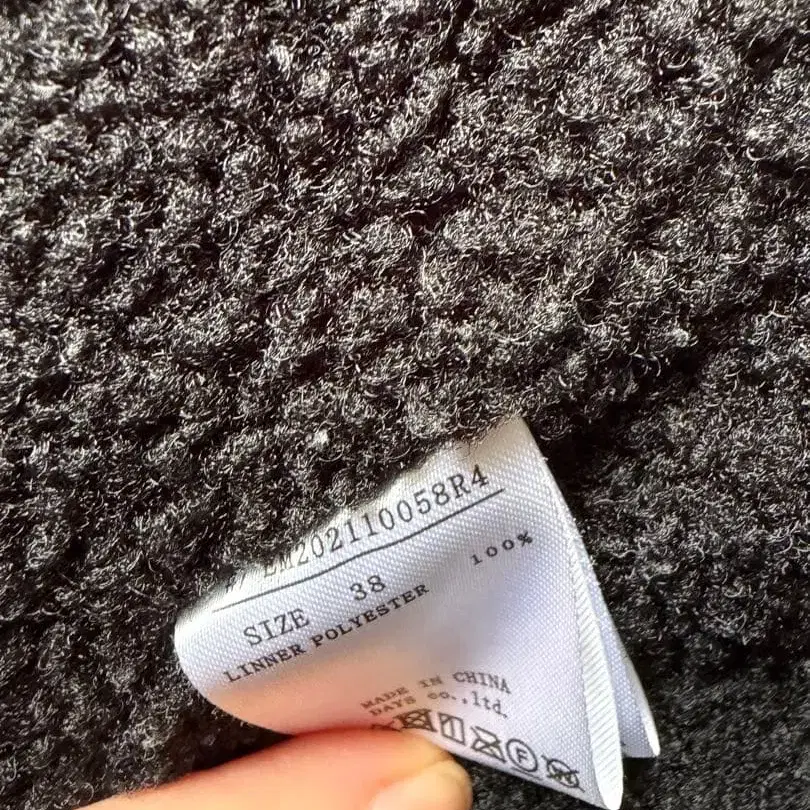 EM202110058R4
SIZE 38
LINNER POLYESTER 100%
MADE IN CHINA
DAYS co.,ltd.
F W